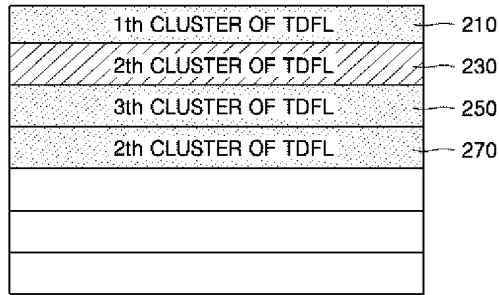 1th CLUSTER OF TDFL 210
2th CLUSTER OF TDFL 230
3th CLUSTER OF TDFL 250
2th CLUSTER OF TDFL 270